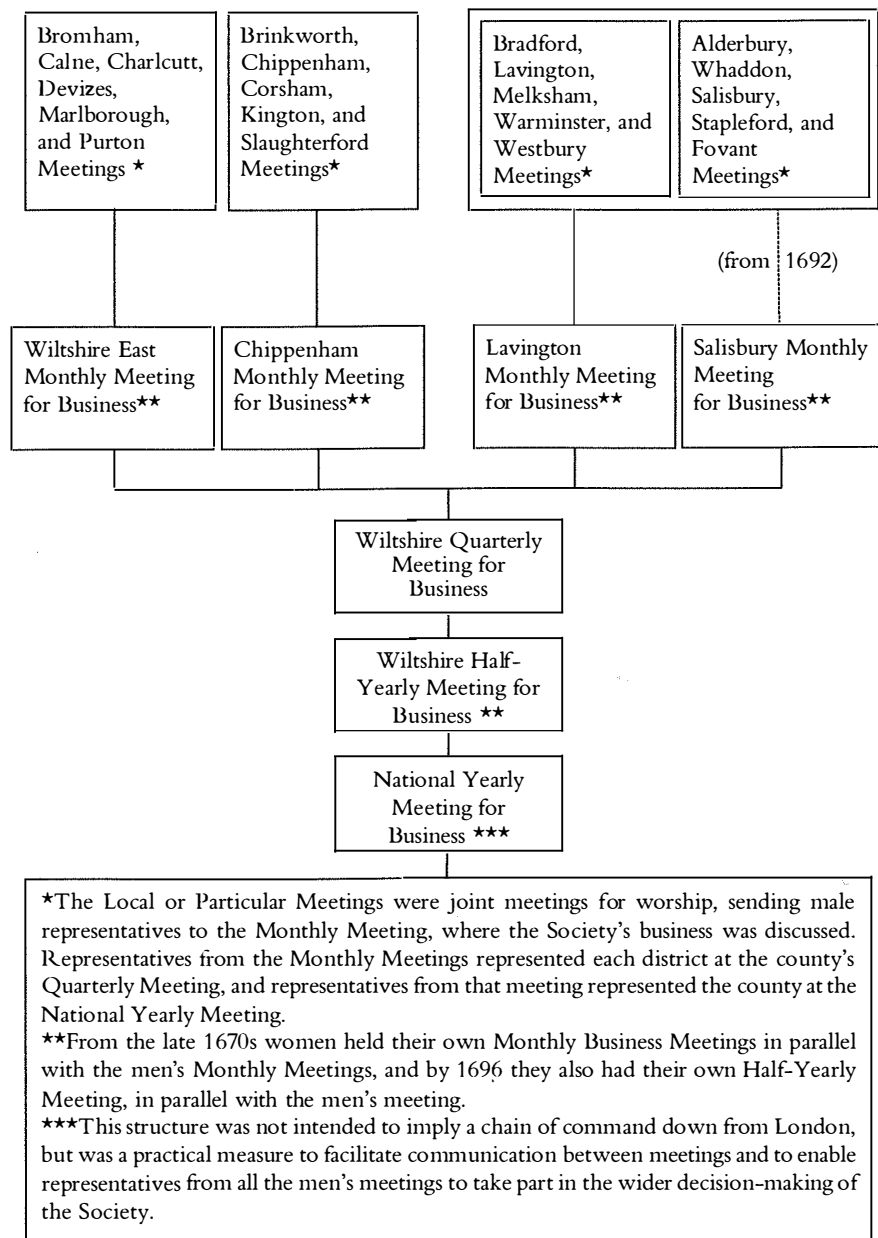 Bromham,
Calne, Charlcutt,
Devizes,
Marlborough,
and Purton
Meetings ★
Brinkworth,
Chippenham,
Corsham,
Kington, and
Slaughterford
Meetings★
Bradford,
Lavington,
Melksham,
Warminster, and
Westbury
Meetings★
Alderbury,
Whaddon,
Salisbury,
Stapleford, and
Fovant
Meetings★
(from 1692)
Wiltshire East
Monthly Meeting
for Business★★
Chippenham
Monthly Meeting
for Business★★
Lavington
Monthly Meeting
for Business★★
Salisbury Monthly
Meeting
for Business★★
Wiltshire Quarterly
Meeting for
Business
Wiltshire Half-
Yearly Meeting for
Business ★★
National Yearly
Meeting for
Business ★★★
★The Local or Particular Meetings were joint meetings for worship, sending male
representatives to the Monthly Meeting, where the Society's business was discussed.
Representatives from the Monthly Meetings represented each district at the county's
Quarterly Meeting, and representatives from that meeting represented the county at the
National Yearly Meeting.
★★From the late 1670s women held their own Monthly Business Meetings in parallel
with the men's Monthly Meetings, and by 1696 they also had their own Half-Yearly
Meeting, in parallel with the men's meeting.
★★★This structure was not intended to imply a chain of command down from London,
but was a practical measure to facilitate communication between meetings and to enable
representatives from all the men's meetings to take part in the wider decision-making of
the Society.